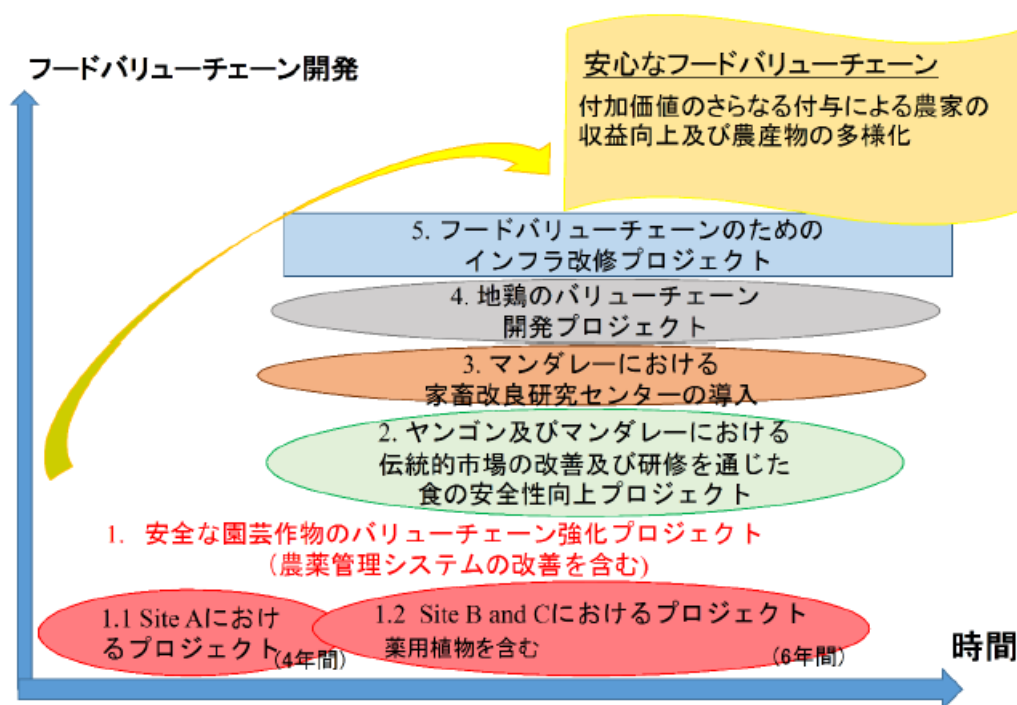 フードバリューチェーン開発
安心なフードバリューチェーン
付加価値のさらなる付与による農家の
収益向上及び農産物の多様化
5. フードバリューチェーンのための
インフラ改修プロジェクト
4. 地鶏のバリューチェーン
開発プロジェクト
3. マンダレーにおける
家畜改良研究センターの導入
2. ヤンゴン及びマンダレーにおける
伝統的市場の改善及び研修を通じた
食の安全性向上プロジェクト
1. 安全な園芸作物のバリューチェーン強化プロジェクト
（農薬管理システムの改善を含む)
1.1 Site Aにおけ
るプロジェクト
(4年間)
1.2 Site B and Cにおけるプロジェクト
薬用植物を含む
(6年間)
時間